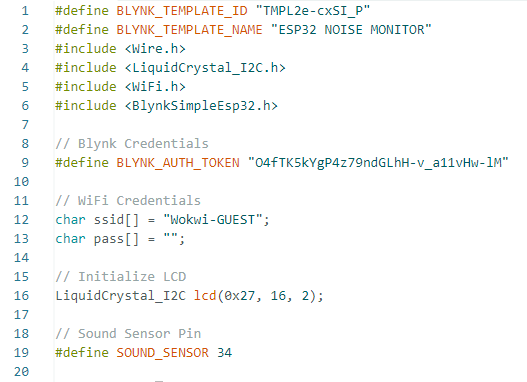 1 #define BLYNK_TEMPLATE_ID "TMPL2e-cxSI_P"
2 #define BLYNK_TEMPLATE_NAME "ESP32 NOISE MONITOR"
3 #include <Wire.h>
4 #include <LiquidCrystal_I2C.h>
5 #include <WiFi.h>
6 #include <BlynkSimpleEsp32.h>
7
8 // Blynk Credentials
9 #define BLYNK_AUTH_TOKEN "O4fTK5kYgP4z79ndGLhH-v_a11vHw-lM"
10
11 // WiFi Credentials
12 char ssid[] = "Wokwi-GUEST";
13 char pass[] = "";
14
15 // Initialize LCD
16 LiquidCrystal_I2C lcd(0x27, 16, 2);
17
18 // Sound Sensor Pin
19 #define SOUND_SENSOR 34
20